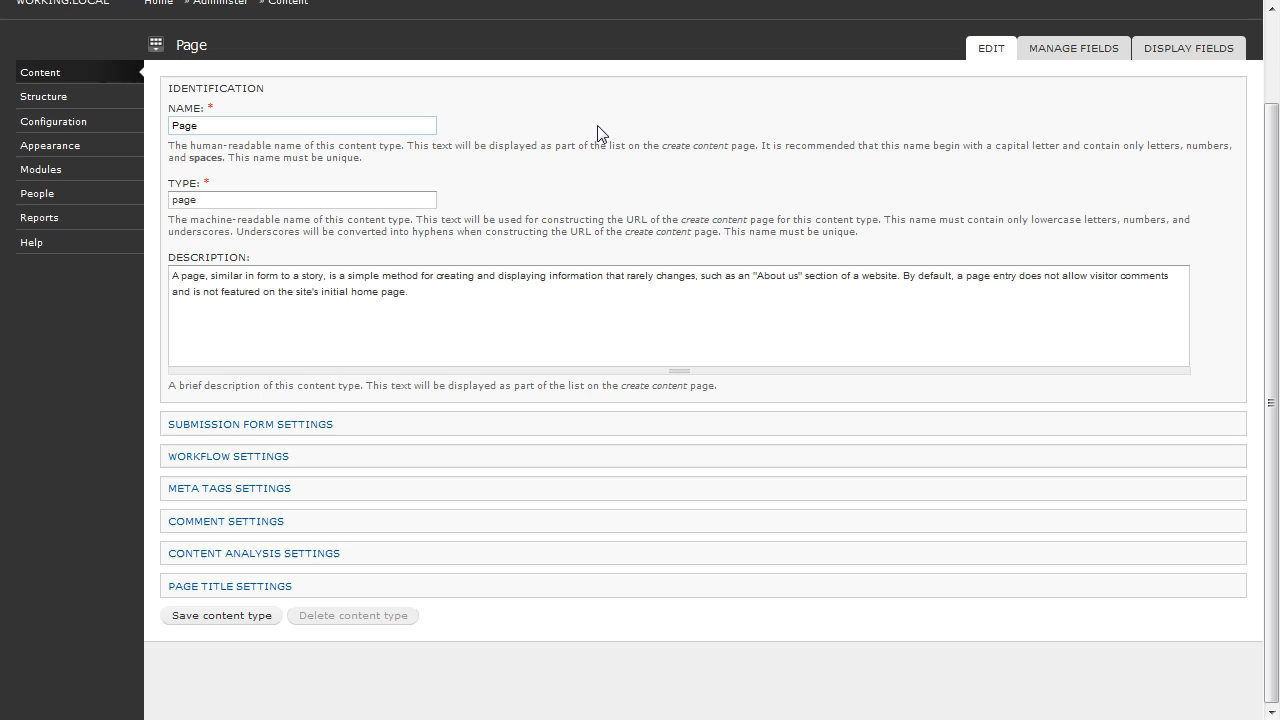 WORKING.LOCAL
Home » Administer » Content
Page
EDIT
MANAGE FIELDS
DISPLAY FIELDS
Content
Structure
Configuration
Appearance
Modules
People
Reports
Help
IDENTIFICATION
NAME: *
Page
The human-readable name of this content type. This text will be displayed as part of the list on the create content page. It is recommended that this name begin with a capital letter and contain only letters, numbers,
and spaces. This name must be unique.
TYPE: *
page
The machine-readable name of this content type. This text will be used for constructing the URL of the create content page for this content type. This name must contain only lowercase letters, numbers, and
underscores. Underscores will be converted into hyphens when constructing the URL of the create content page. This name must be unique.
DESCRIPTION:
A page, similar in form to a story, is a simple method for creating and displaying information that rarely changes, such as an "About us" section of a website. By default, a page entry does not allow visitor comments
and is not featured on the site's initial home page.
A brief description of this content type. This text will be displayed as part of the list on the create content page.
SUBMISSION FORM SETTINGS
WORKFLOW SETTINGS
META TAGS SETTINGS
COMMENT SETTINGS
CONTENT ANALYSIS SETTINGS
PAGE TITLE SETTINGS
Save content type
Delete content type